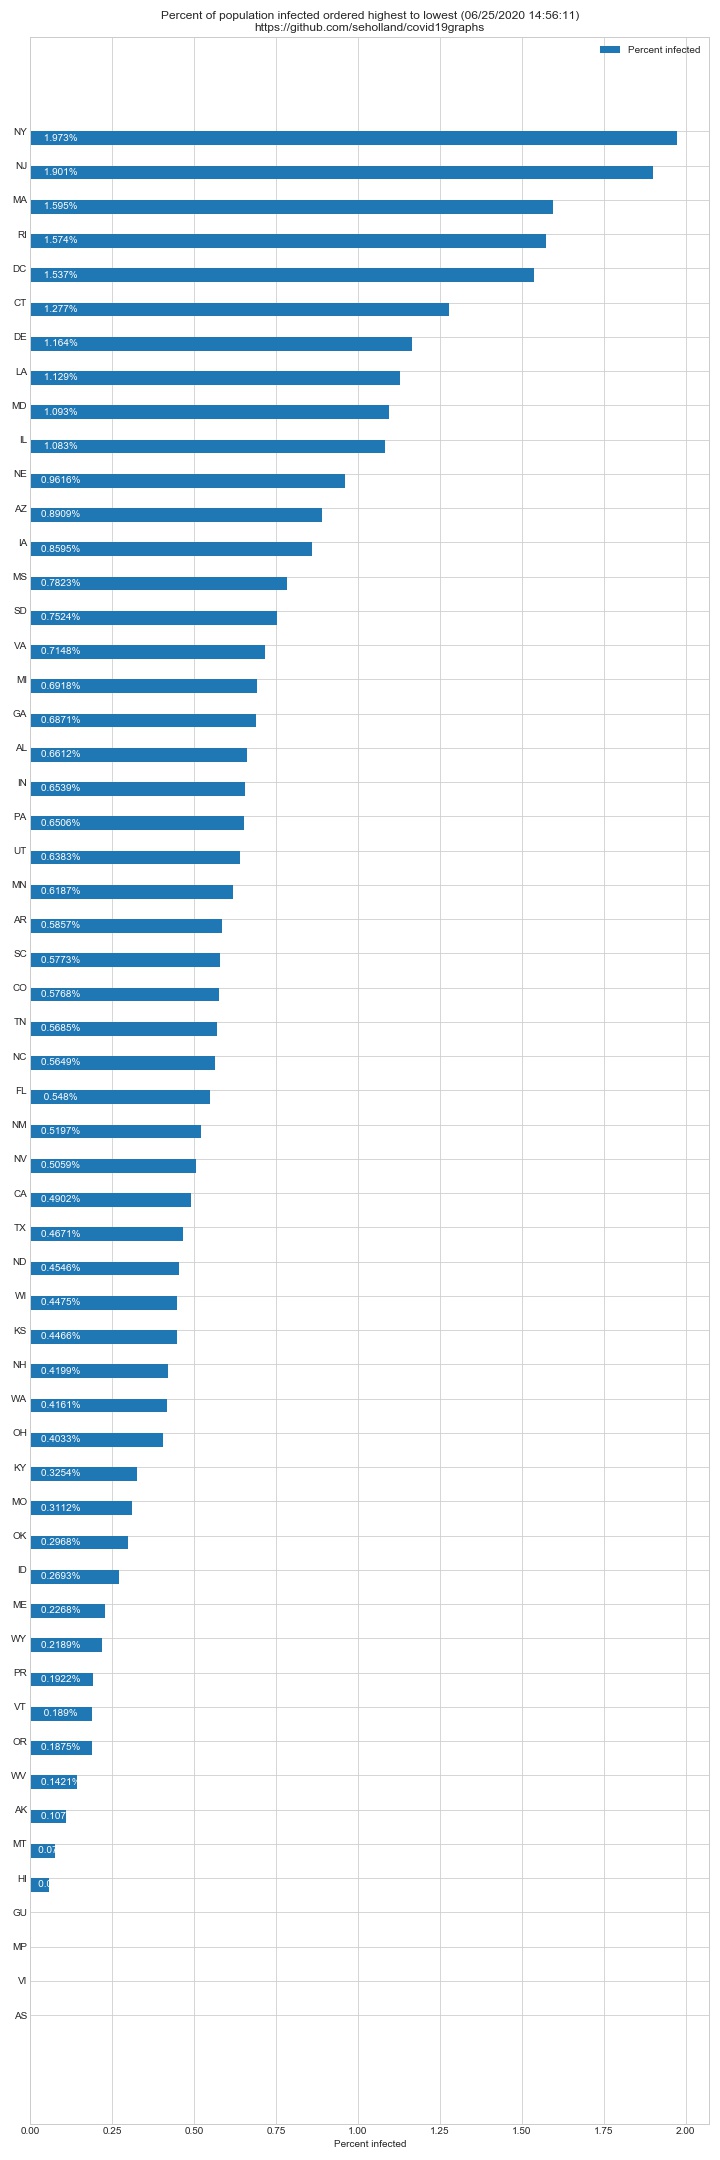 Percent of population infected ordered highest to lowest (06/25/2020 14:56:11)
https://github.com/seholland/covid19graphs
Percent infected
NY 1.973%
NJ 1.901%
MA 1.595%
RI 1.574%
DC 1.537%
CT 1.277%
DE 1.164%
LA 1.129%
MD 1.093%
IL 1.083%
NE 0.9616%
AZ 0.8909%
IA 0.8595%
MS 0.7823%
SD 0.7524%
VA 0.7148%
MI 0.6918%
GA 0.6871%
AL 0.6612%
IN 0.6539%
PA 0.6506%
UT 0.6383%
MN 0.6187%
AR 0.5857%
SC 0.5773%
CO 0.5768%
TN 0.5685%
NC 0.5649%
FL 0.548%
NM 0.5197%
NV 0.5059%
CA 0.4902%
TX 0.4671%
ND 0.4546%
WI 0.4475%
KS 0.4466%
NH 0.4199%
WA 0.4161%
OH 0.4033%
KY 0.3254%
MO 0.3112%
OK 0.2968%
ID 0.2693%
ME 0.2268%
WY 0.2189%
PR 0.1922%
VT 0.189%
OR 0.1875%
WV 0.1421%
AK 0.107
MT
HI
GU
MP
VI
AS
0.00 0.25 0.50 0.75 1.00 1.25 1.50 1.75 2.00
Percent infected